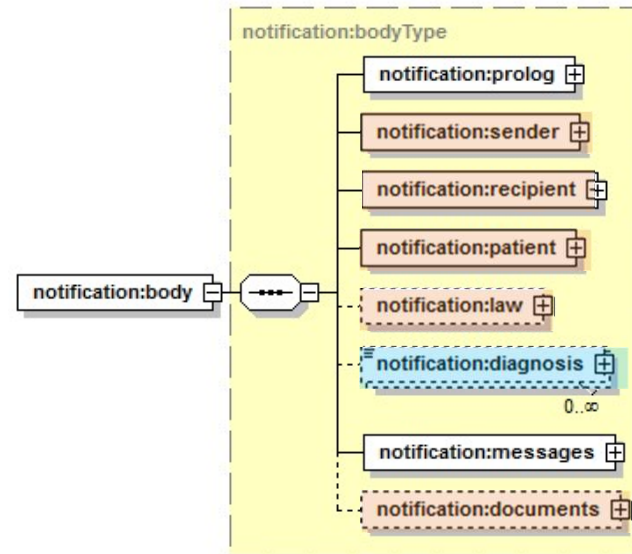 notification:bodyType
notification:prolog
notification:sender
notification:recipient
notification:patient
notification:body
notification:law
notification:diagnosis
0..∞
notification:messages
notification:documents